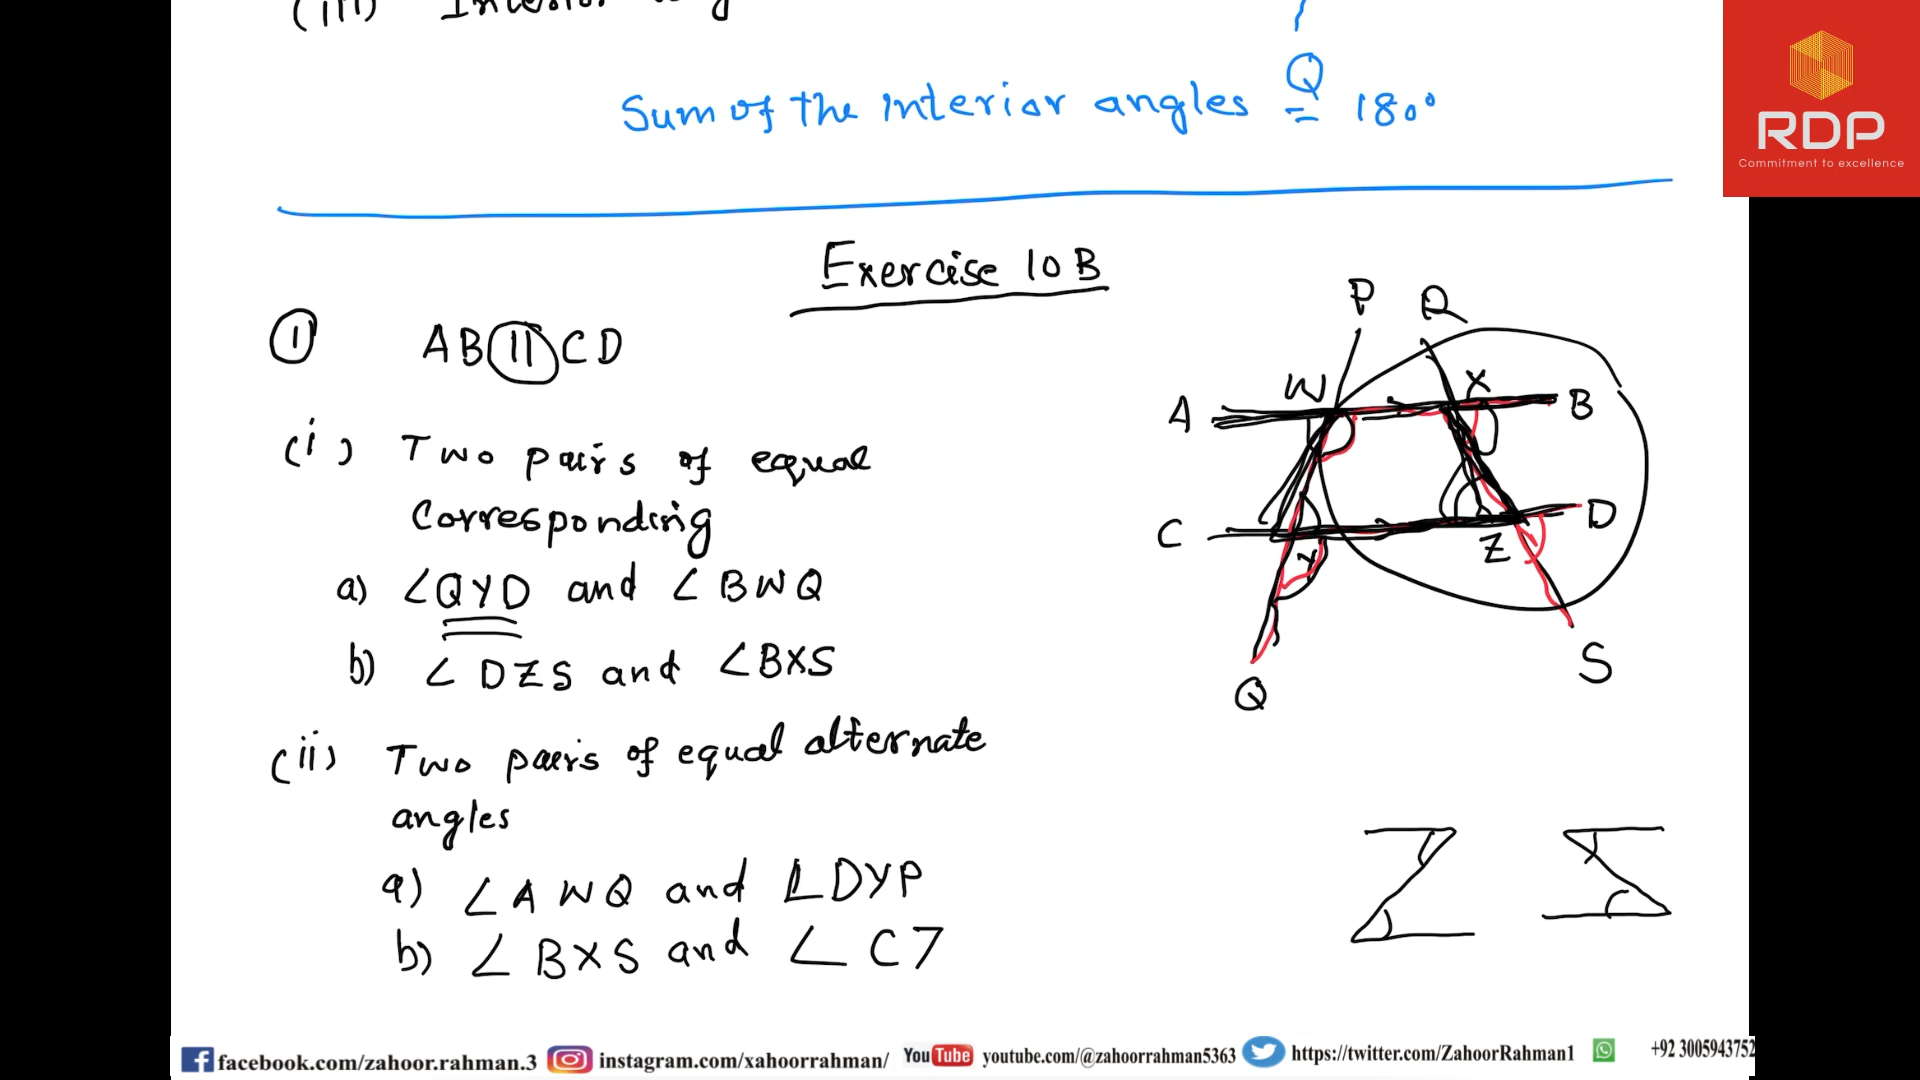 (iii) Interior
Q
Sum of the interior angles = 180°
RDP
Commitment to excellence
Exercise 10 B
① AB || CD
(i) Two pairs of equal
Corresponding
a) ∠QYD and ∠BWQ
b) ∠DZS and ∠BXS
(ii) Two pairs of equal alternate
angles
a) ∠AWQ and ∠DYP
b) ∠BXS and ∠C7
P R
W X
A B
C D
Y Z
Q S
facebook.com/zahoor.rahman.3 instagram.com/xahoorrahman/ YouTube youtube.com/@zahoorrahman5363 https://twitter.com/ZahoorRahman1 +92 3005943752